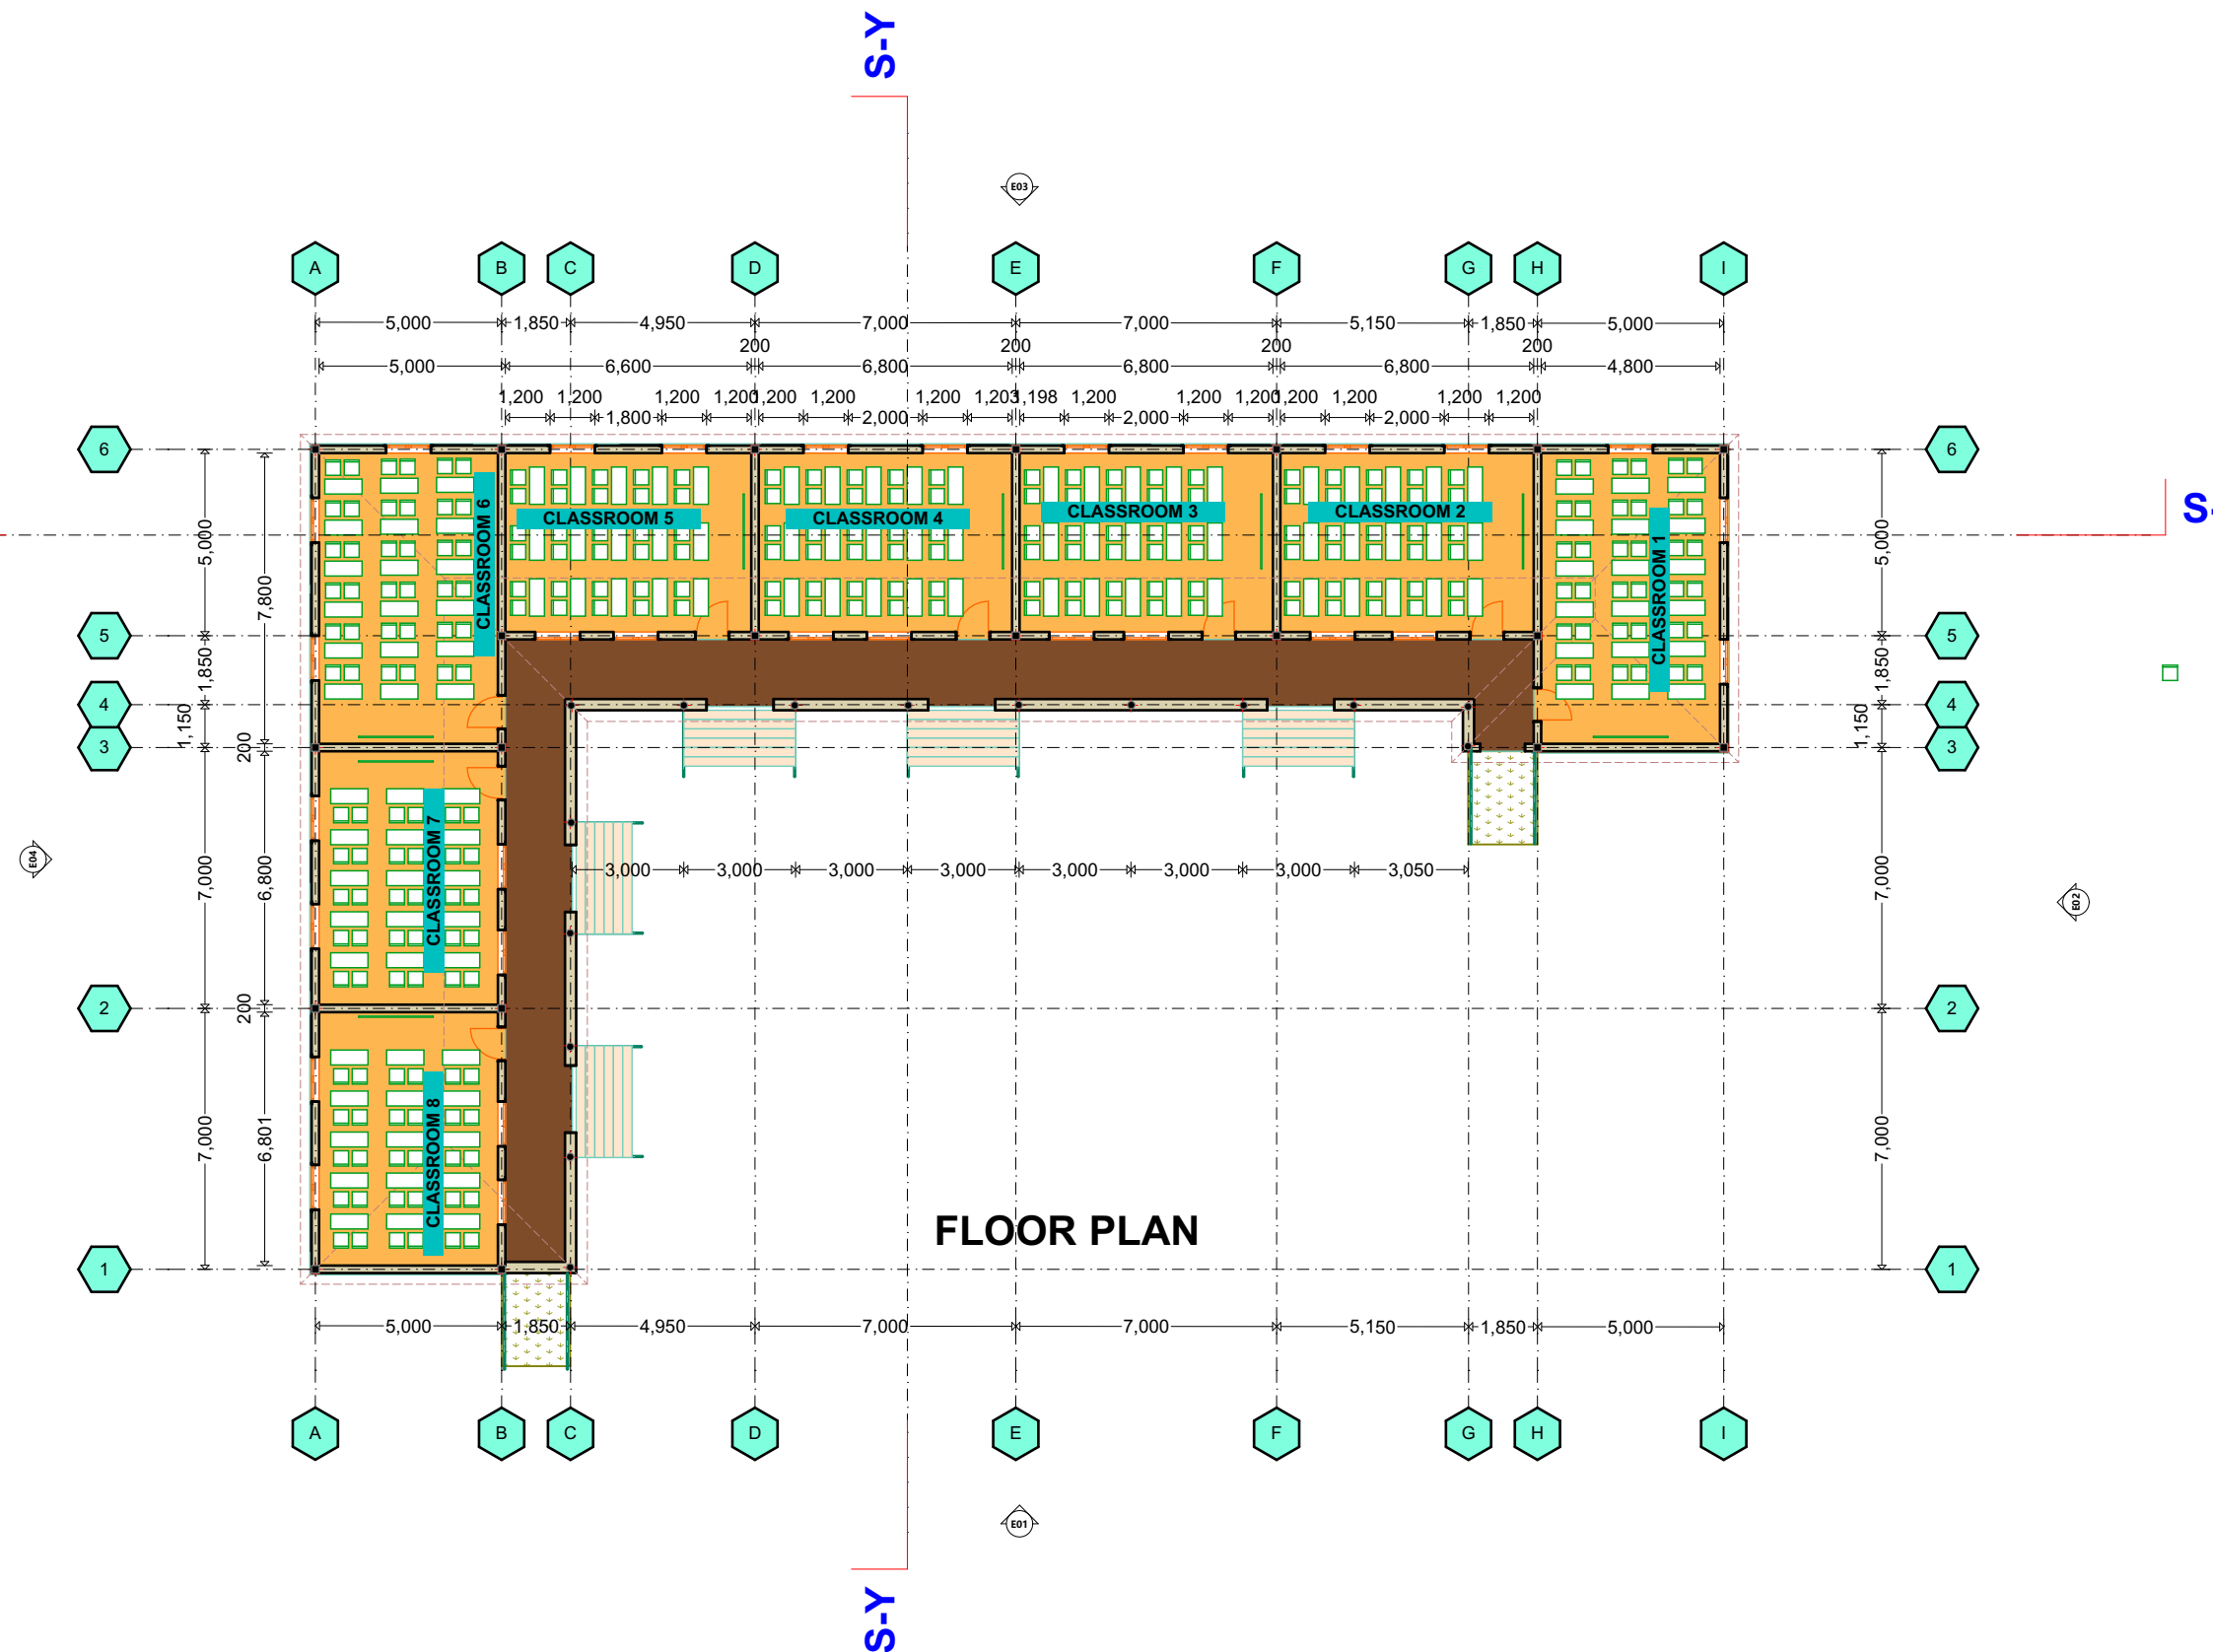 S-Y
E03
A B C D E F G H I
5,000 1,850 4,950 7,000 7,000 5,150 1,850 5,000
200 200 200 200
5,000 6,600 6,800 6,800 6,800 4,800
1,200 1,200 1,200 1,200 1,200 1,200 1,200 1,203 1,198 1,200 1,200 1,200 1,200 1,200 1,200 1,200
1,800 2,000 2,000 2,000
6 6
S-
CLASSROOM 6
CLASSROOM 5
CLASSROOM 4
CLASSROOM 3
CLASSROOM 2
CLASSROOM 1
5,000 7,800 5,000
5 5
1,850 1,850
4 4
1,150 200 1,150
3 3
CLASSROOM 7
E04
7,000 6,800 7,000
3,000 3,000 3,000 3,000 3,000 3,000 3,000 3,050
E02
2 2
200
CLASSROOM 8
7,000 6,801 7,000
FLOOR PLAN
1 1
5,000 1,850 4,950 7,000 7,000 5,150 1,850 5,000
A B C D E F G H I
E01
S-Y